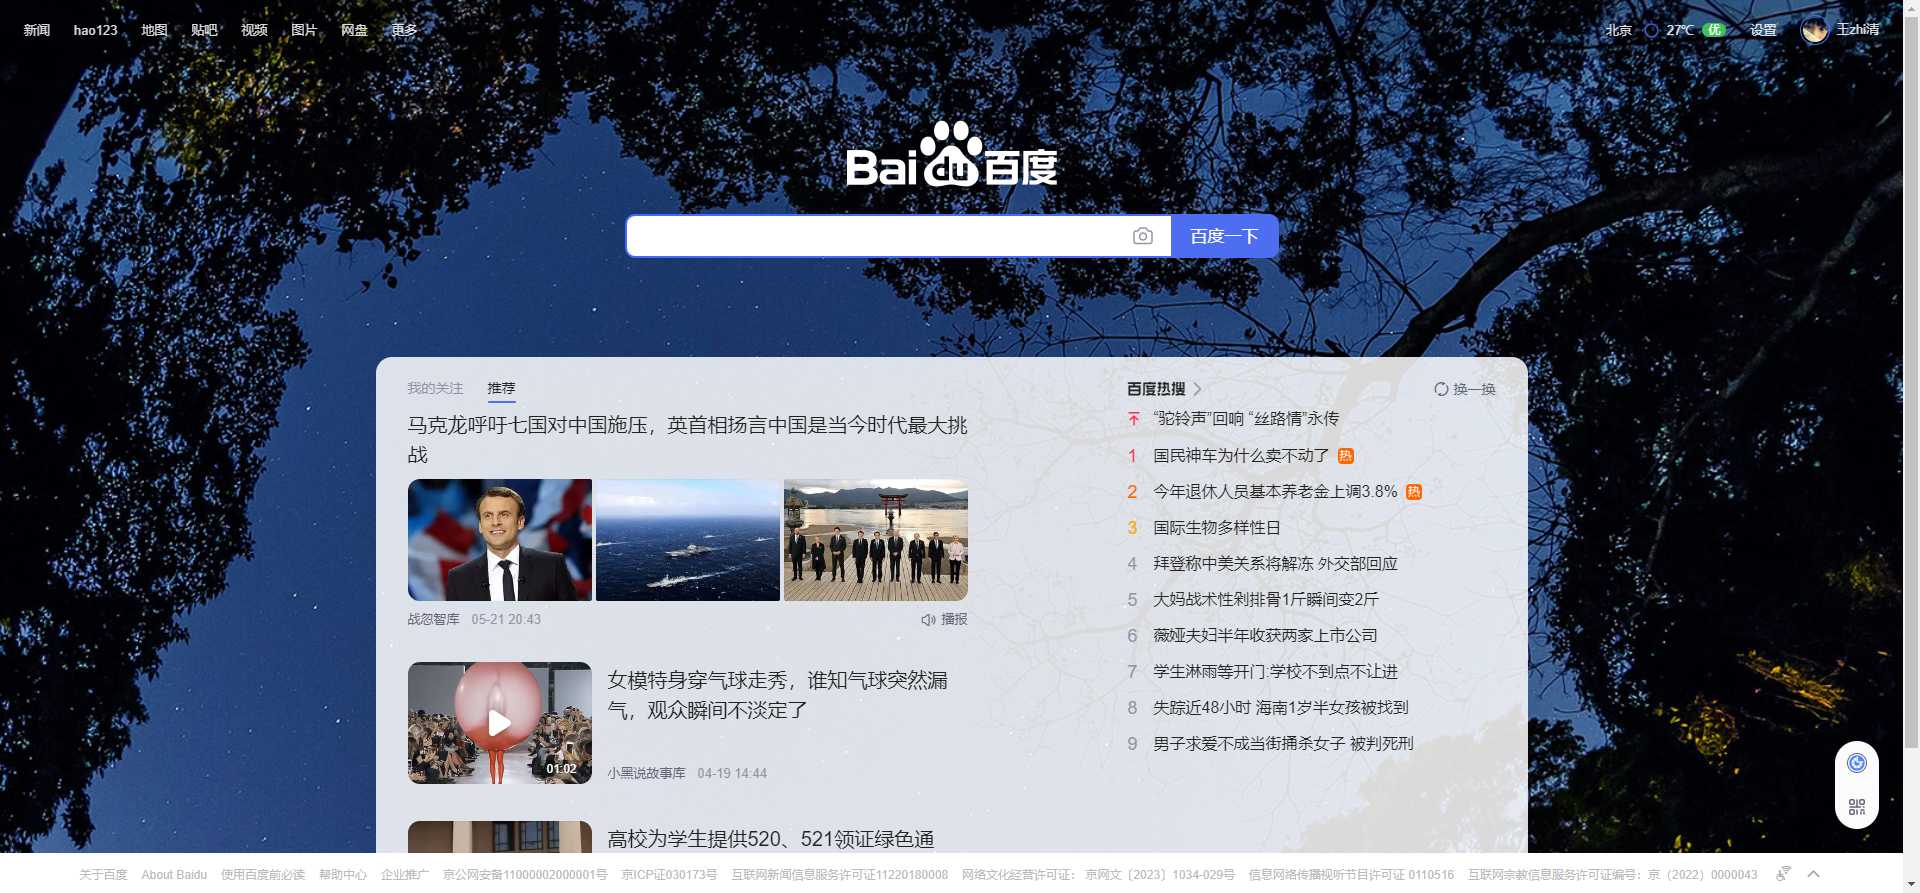 新闻 hao123 地图 贴吧 视频 图片 网盘 更多
北京 27℃ 优 设置 王zhi清
Bai du 百度
百度一下
我的关注 推荐
马克龙呼吁七国对中国施压，英首相扬言中国是当今时代最大挑
战
战忽智库 05-21 20:43 播报
01:02
女模特身穿气球走秀，谁知气球突然漏
气，观众瞬间不淡定了
小黑说故事库 04-19 14:44
高校为学生提供520、521领证绿色通
百度热搜 换一换
“驼铃声”回响 “丝路情”永传
1 国民神车为什么卖不动了 热
2 今年退休人员基本养老金上调3.8% 热
3 国际生物多样性日
4 拜登称中美关系将解冻 外交部回应
5 大妈战术性剁排骨1斤瞬间变2斤
6 薇娅夫妇半年收获两家上市公司
7 学生淋雨等开门:学校不到点不让进
8 失踪近48小时 海南1岁半女孩被找到
9 男子求爱不成当街捅杀女子 被判死刑
关于百度 About Baidu 使用百度前必读 帮助中心 企业推广 京公网安备11000002000001号 京ICP证030173号 互联网新闻信息服务许可证11220180008 网络文化经营许可证： 京网文〔2023〕1034-029号 信息网络传播视听节目许可证 0110516 互联网宗教信息服务许可证编号：京（2022）0000043